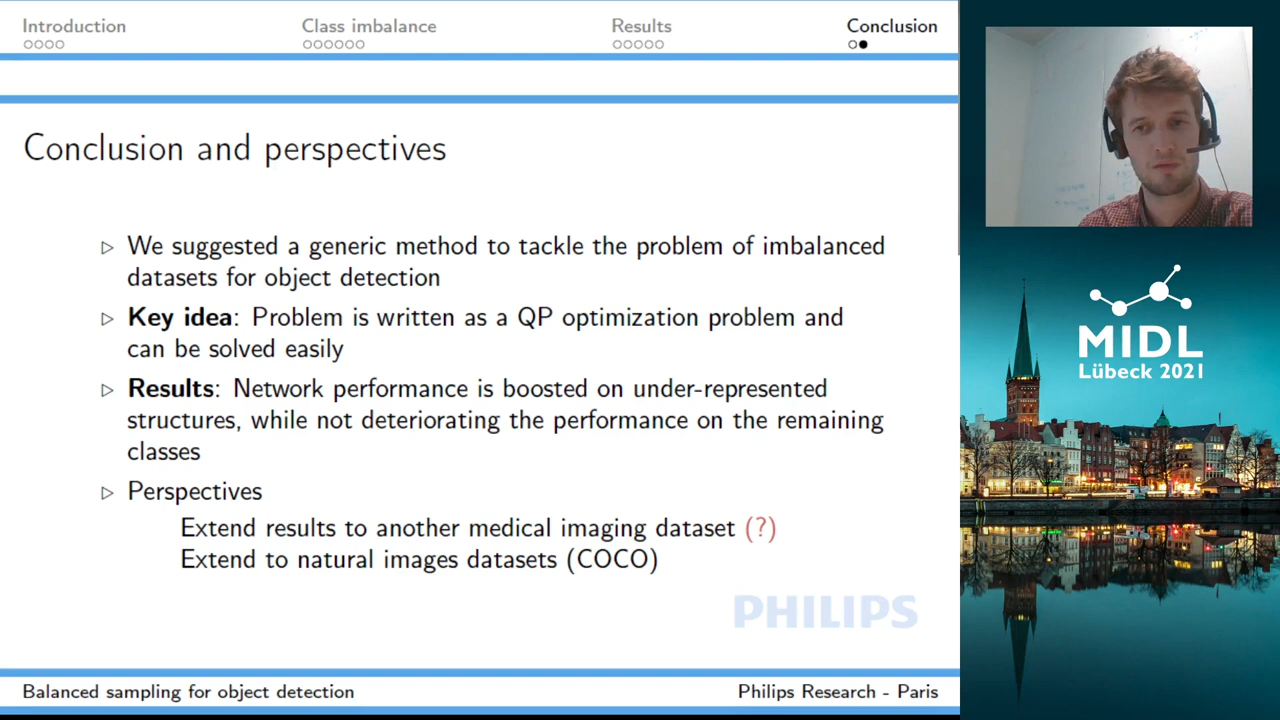 Introduction
Class imbalance
Results
Conclusion
Conclusion and perspectives
We suggested a generic method to tackle the problem of imbalanced
datasets for object detection
Key idea: Problem is written as a QP optimization problem and
can be solved easily
Results: Network performance is boosted on under-represented
structures, while not deteriorating the performance on the remaining
classes
Perspectives
Extend results to another medical imaging dataset (?)
Extend to natural images datasets (COCO)
PHILIPS
Balanced sampling for object detection
Philips Research - Paris
MIDL
Lübeck 2021